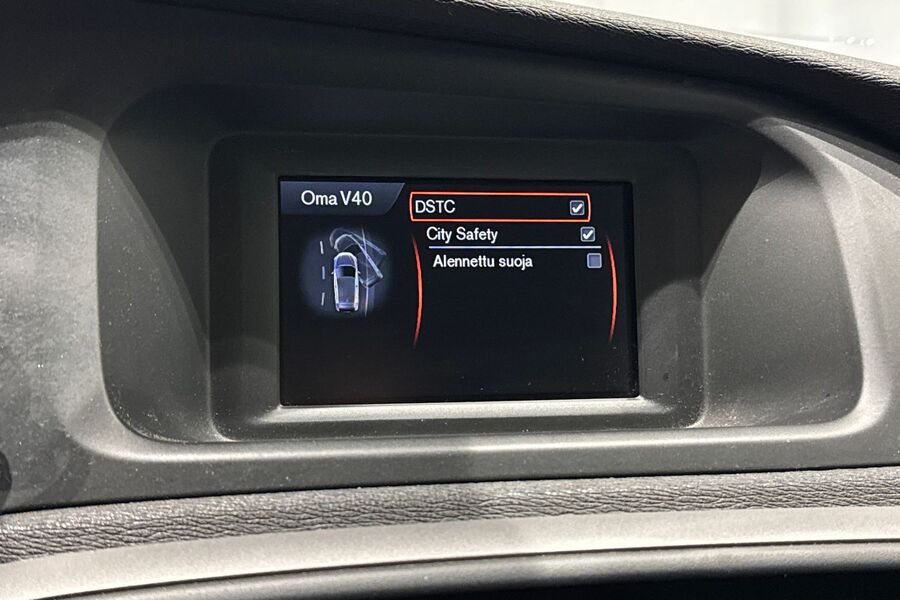 Oma V40
DSTC
City Safety
Alennettu suoja